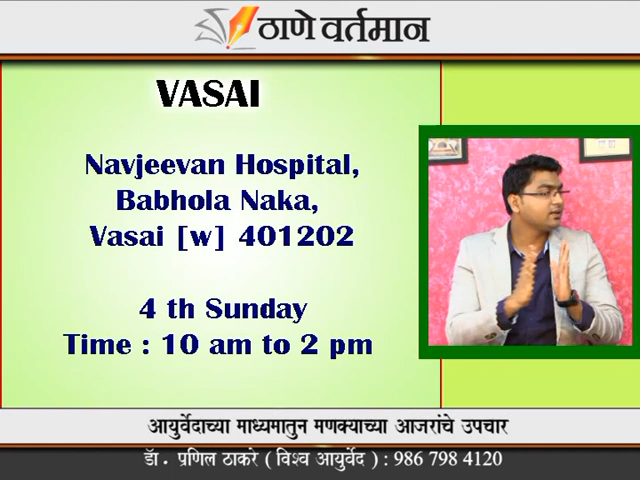 ठाणे वर्तमान
VASAI
Navjeevan Hospital,
Babhola Naka,
Vasai [w] 401202
4 th Sunday
Time : 10 am to 2 pm
आयुर्वेदाच्या माध्यमातुन मणक्याच्या आजरांचे उपचार
डॉ . प्रणिल ठाकरे ( विश्व आयुर्वेद ) : 986 798 4120